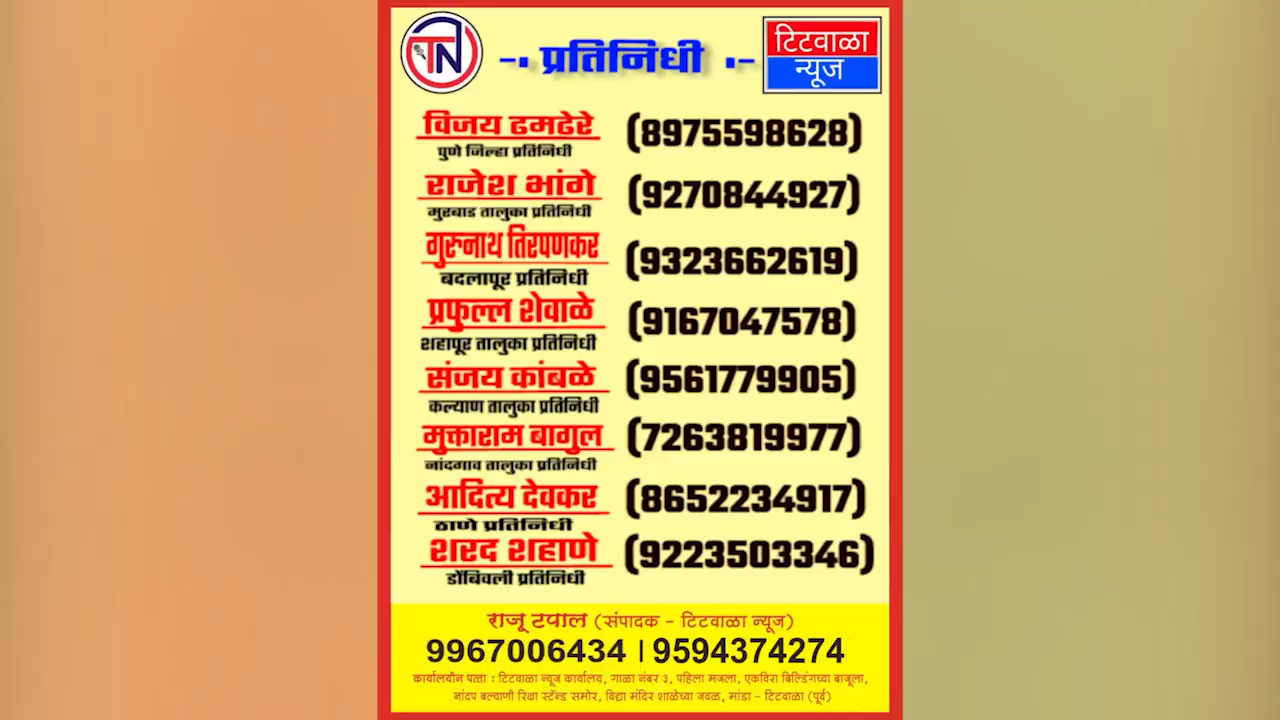 TN
-: प्रतिनिधी :-
टिटवाळा
न्यूज
विजय ढमढेरे (8975598628)
पुणे जिल्हा प्रतिनिधी
राजेश भांगे (9270844927)
मुरबाड तालुका प्रतिनिधी
गुरुनाथ तिरपणकर (9323662619)
बदलापूर प्रतिनिधी
प्रफुल्ल शेवाळे (9167047578)
शहापूर तालुका प्रतिनिधी
संजय कांबळे (9561779905)
कल्याण तालुका प्रतिनिधी
मुक्ताराम बागुल (7263819977)
नांदगाव तालुका प्रतिनिधी
आदित्य देवकर (8652234917)
ठाणे प्रतिनिधी
शरद शहाणे (9223503346)
डोंबिवली प्रतिनिधी
राजू टपाल (संपादक - टिटवाळा न्यूज)
9967006434 | 9594374274
कार्यालयीन पत्ता : टिटवाळा न्यूज कार्यालय, गाळा नंबर ३, पहिला मजला, एकविरा बिल्डिंगच्या बाजूला,
नांदप बल्याणी रिक्षा स्टॅन्ड समोर, विद्या मंदिर शाळेच्या जवळ, मांडा - टिटवाळा (पूर्व)